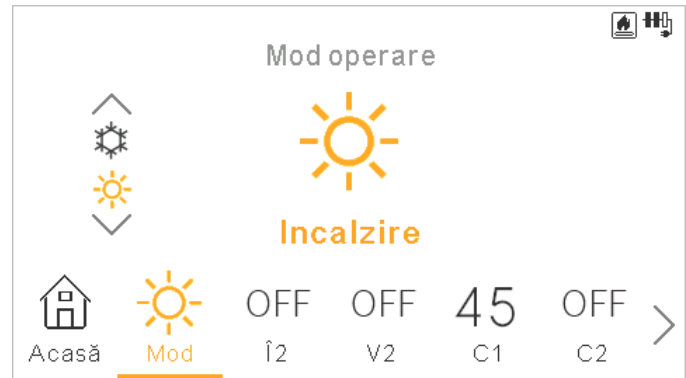 Mod operare
Incalzire
OFF OFF 45 OFF
Acasă Mod Î2 V2 C1 C2